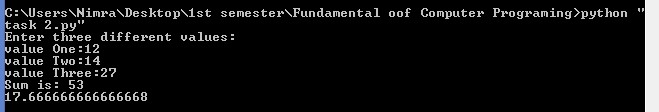 C:\Users\Nimra\Desktop\1st semester\Fundamental oof Computer Programing>python "
task 2.py"
Enter three different values:
value One:12
value Two:14
value Three:27
Sum is: 53
17.666666666666668